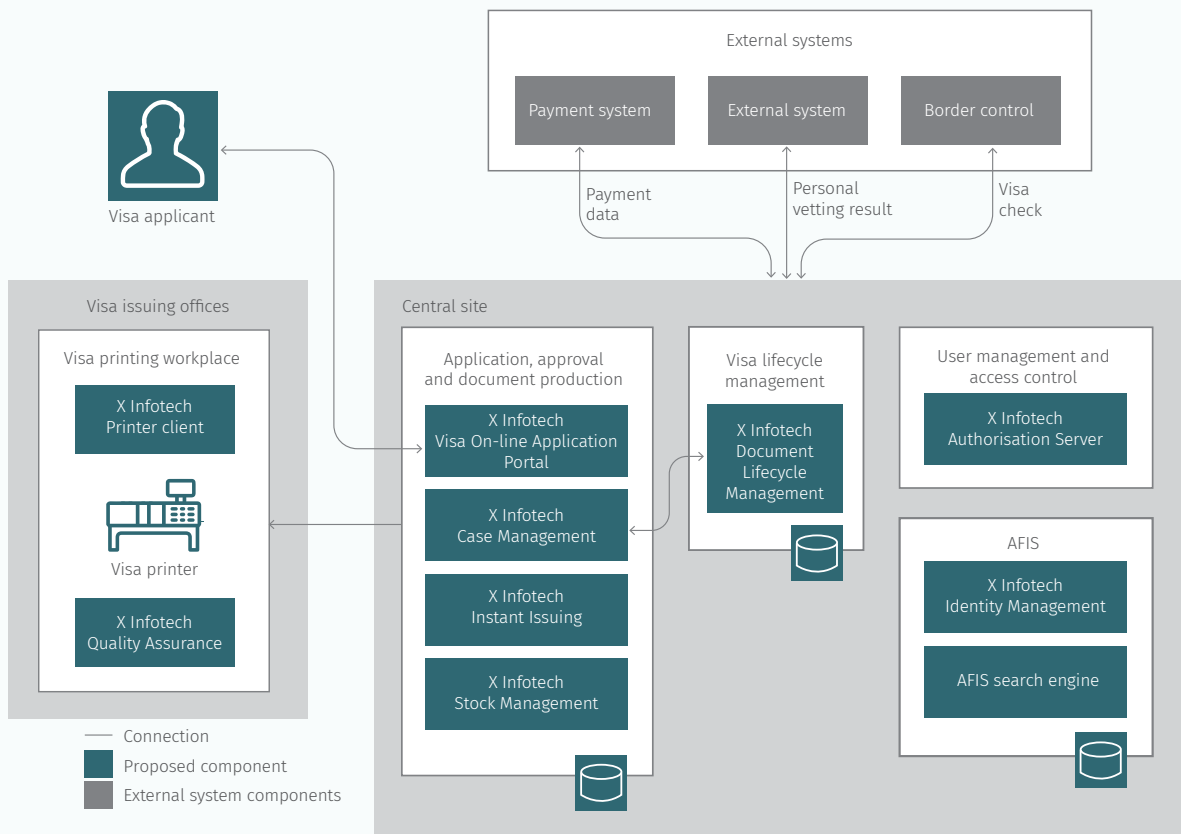 External systems
Payment system
External system
Border control
Payment
data
Personal
vetting result
Visa
check
Visa applicant
Visa issuing offices
Visa printing workplace
X Infotech
Printer client
Visa printer
X Infotech
Quality Assurance
Central site
Application, approval
and document production
X Infotech
Visa On-line Application
Portal
X Infotech
Case Management
X Infotech
Instant Issuing
X Infotech
Stock Management
Visa lifecycle
management
X Infotech
Document
Lifecycle
Management
User management and
access control
X Infotech
Authorisation Server
AFIS
X Infotech
Identity Management
AFIS search engine
Connection
Proposed component
External system components